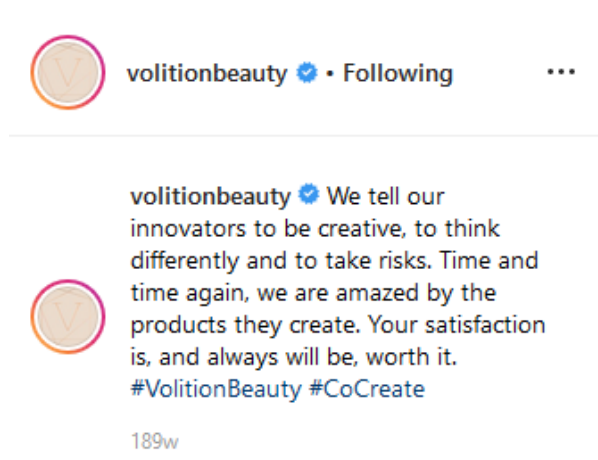 volitionbeauty • Following •••
volitionbeauty We tell our
innovators to be creative, to think
differently and to take risks. Time and
time again, we are amazed by the
products they create. Your satisfaction
is, and always will be, worth it.
#VolitionBeauty #CoCreate
189w